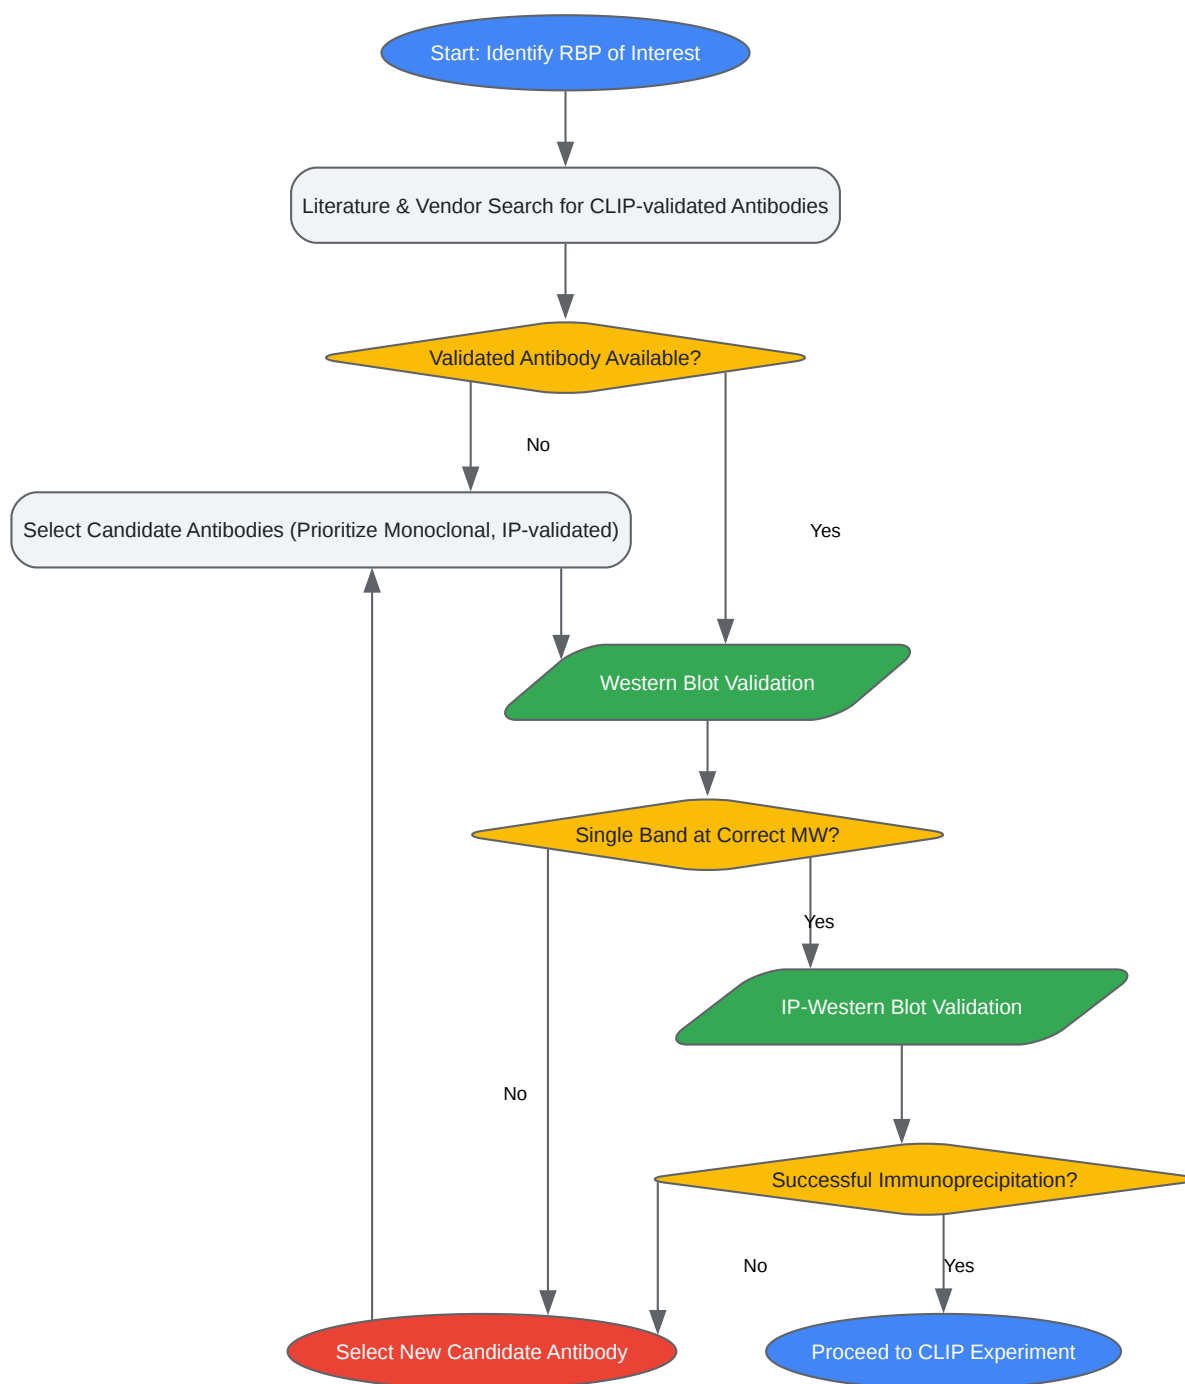 Start: Identify RBP of Interest
Literature & Vendor Search for CLIP-validated Antibodies
Validated Antibody Available?
No
Select Candidate Antibodies (Prioritize Monoclonal, IP-validated)
Yes
Western Blot Validation
Single Band at Correct MW?
Yes
IP-Western Blot Validation
No
Successful Immunoprecipitation?
No
Yes
Select New Candidate Antibody
Proceed to CLIP Experiment